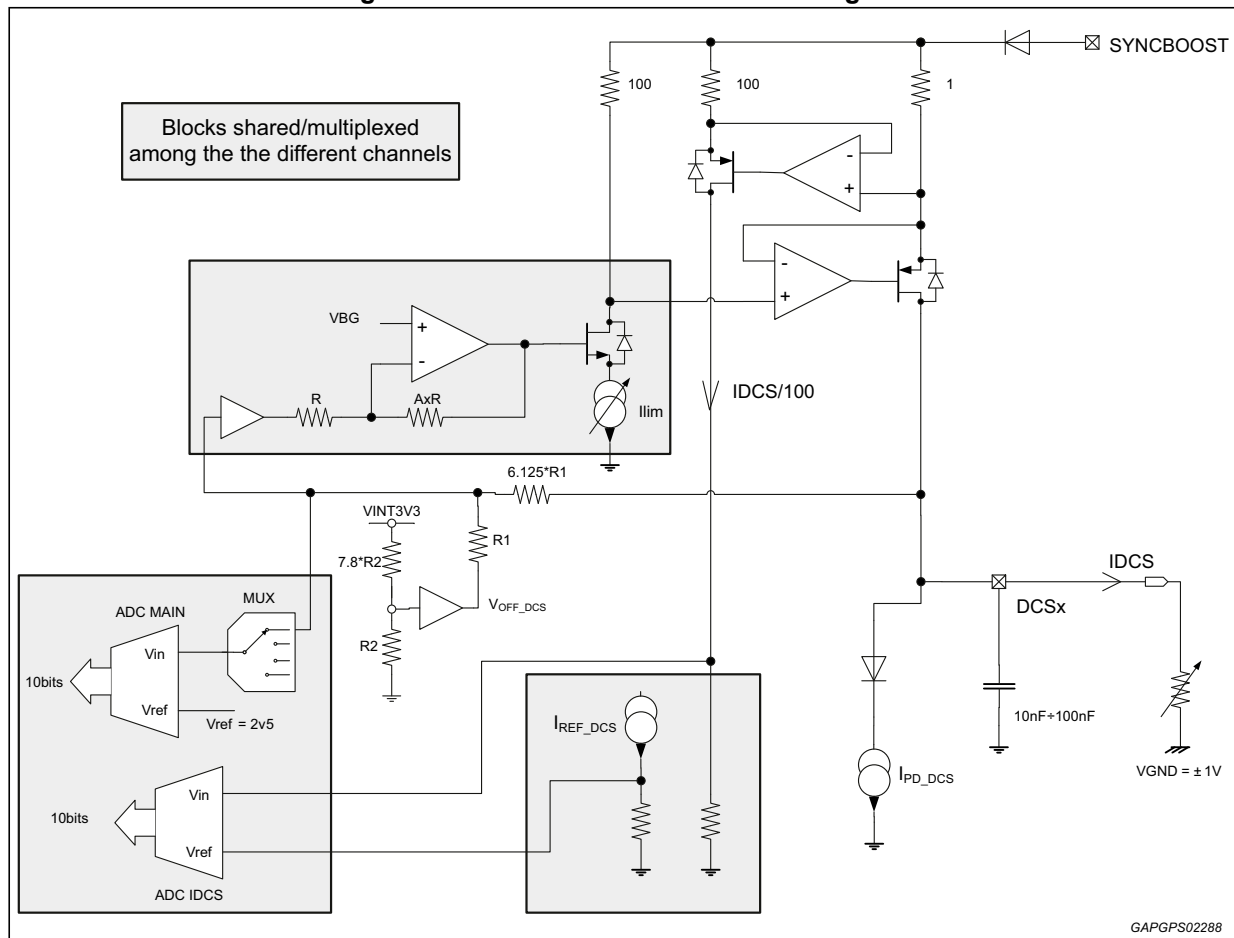 SYNCBOOST
100
100
1
Blocks shared/multiplexed
among the the different channels
-
+
-
+
VBG
+
-
R
AxR
Ilim
IDCS/100
6.125*R1
VINT3V3
7.8*R2
R1
VOFF_DCS
R2
IDCS
DCSx
MUX
ADC MAIN
Vin
10bits
Vref
Vref = 2v5
IREF_DCS
10nF÷100nF
IPD_DCS
VGND = ± 1V
Vin
10bits
Vref
ADC IDCS
GAPGPS02288